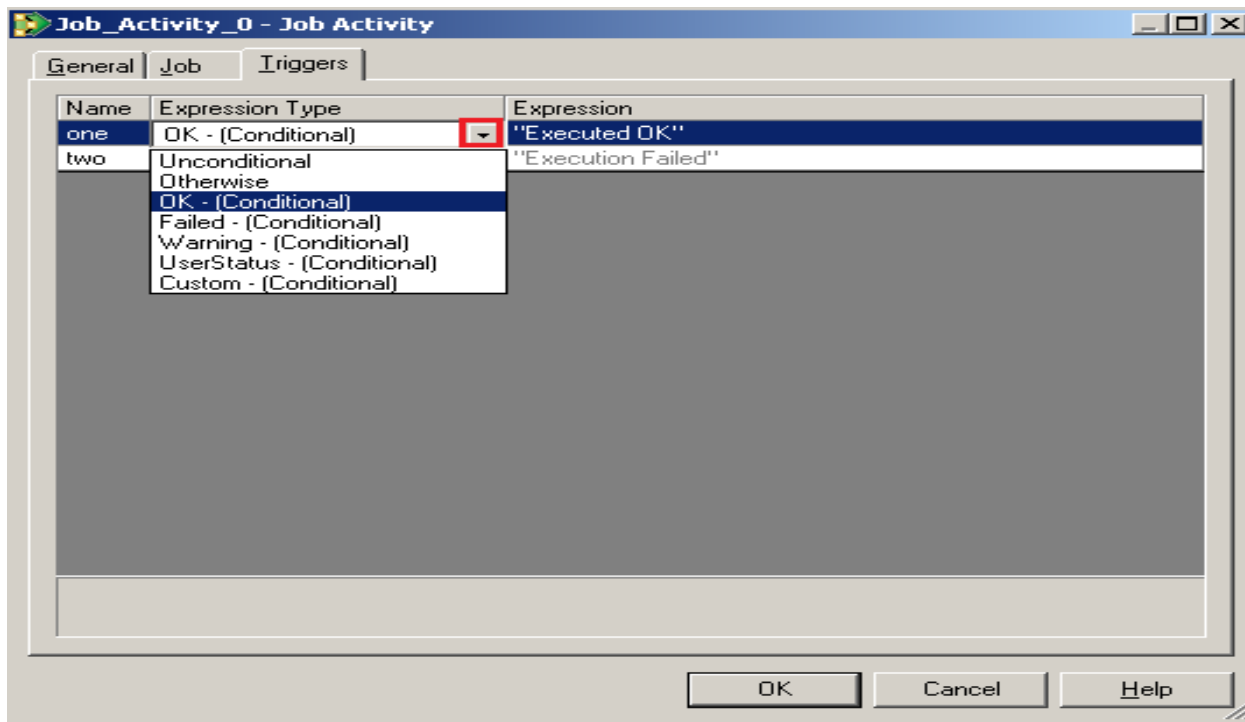 Job_Activity_0 - Job Activity
General Job Triggers
Name Expression Type Expression
one OK - (Conditional) "Executed OK"
two "Execution Failed"
Unconditional
Otherwise
OK - (Conditional)
Failed - (Conditional)
Warning - (Conditional)
UserStatus - (Conditional)
Custom - (Conditional)
OK Cancel Help